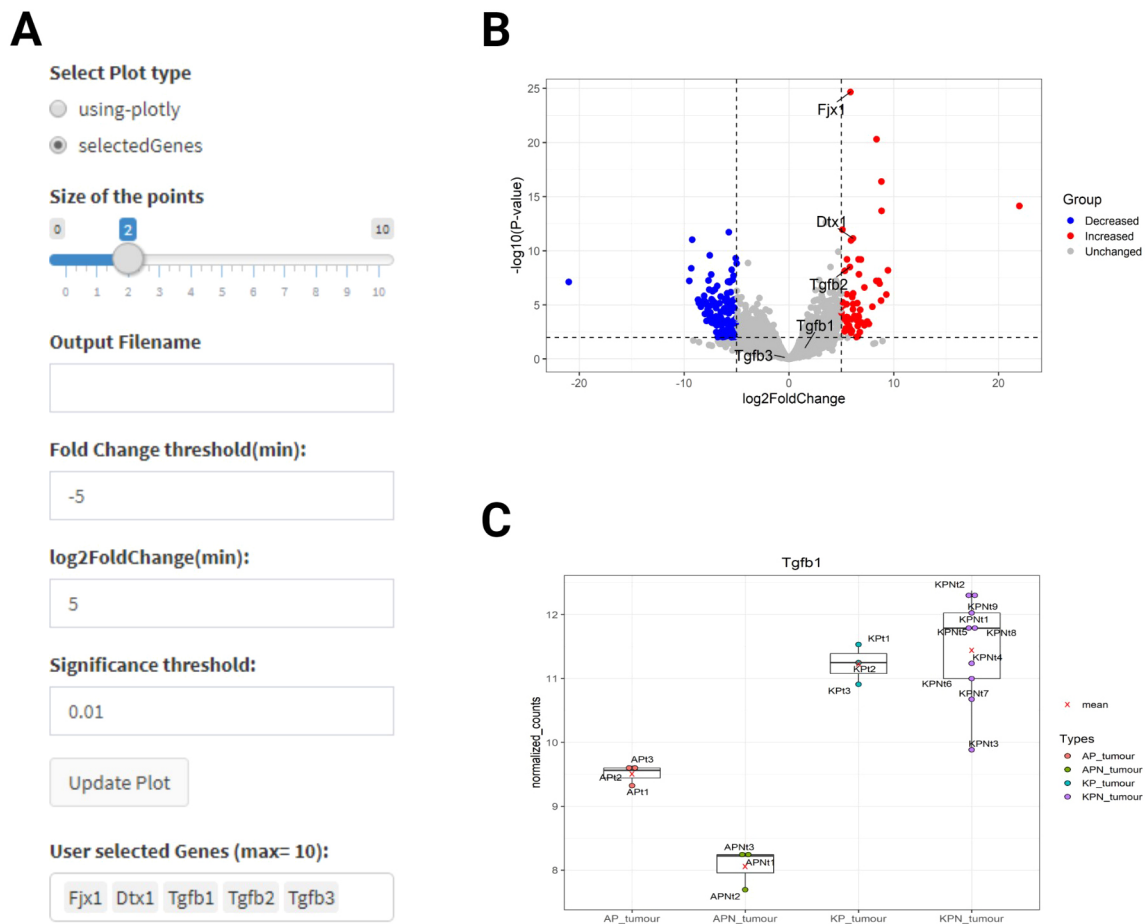 A
Select Plot type
using-plotly
selectedGenes
Size of the points
0 2 10
0 1 2 3 4 5 6 7 8 9 10
Output Filename
Fold Change threshold(min):
-5
log2FoldChange(min):
5
Significance threshold:
0.01
Update Plot
User selected Genes (max= 10):
Fjx1 Dtx1 Tgfb1 Tgfb2 Tgfb3
B
-log10(P-value)
25
20
15
10
5
0
Fjx1
Dtx1
Tgfb2
Tgfb1
Tgfb3
-20 -10 0 10 20
log2FoldChange
Group
Decreased
Increased
Unchanged
C
Tgfb1
normalized_counts
12
11
10
9
8
APt3
APt2
APt1
APNt3
APNt1
APNt2
KPt1
KPt2
KPt3
KPNt2
KPNt9
KPNt1
KPNt5 KPNt8
KPNt4
KPNt6
KPNt7
KPNt3
AP_tumour APN_tumour KP_tumour KPN_tumour
x mean
Types
AP_tumour
APN_tumour
KP_tumour
KPN_tumour